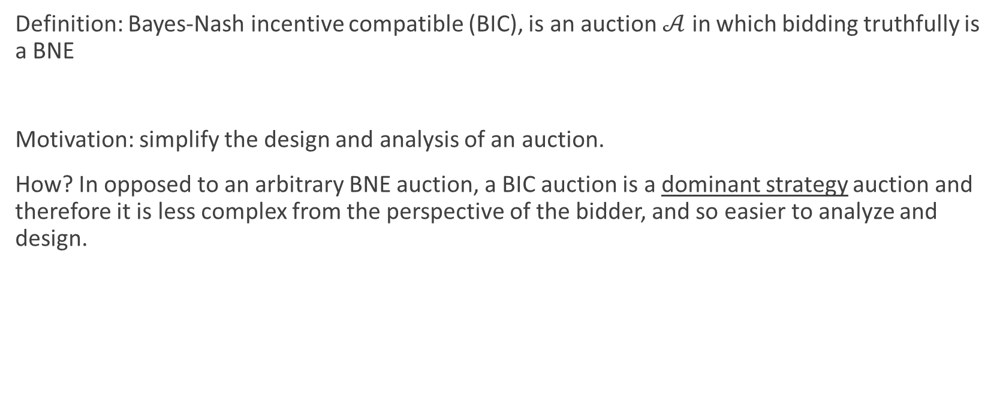 Definition: Bayes-Nash incentive compatible (BIC), is an auction 𝒜 in which bidding truthfully is
a BNE
Motivation: simplify the design and analysis of an auction.
How? In opposed to an arbitrary BNE auction, a BIC auction is a dominant strategy auction and
therefore it is less complex from the perspective of the bidder, and so easier to analyze and
design.